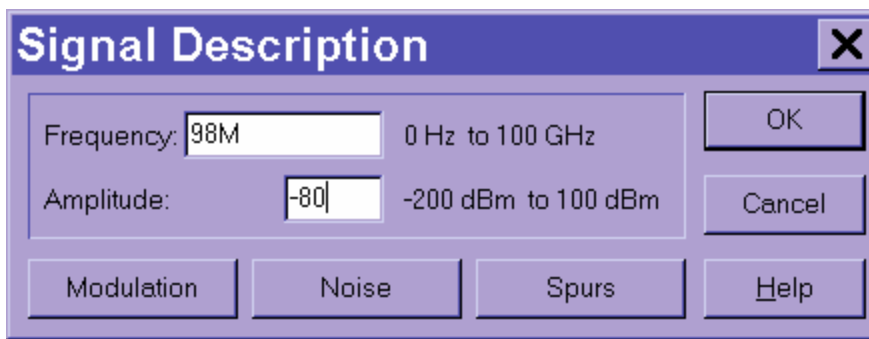 Signal Description
Frequency: 98M 0 Hz to 100 GHz
OK
Amplitude: -80 -200 dBm to 100 dBm
Cancel
Modulation Noise Spurs Help